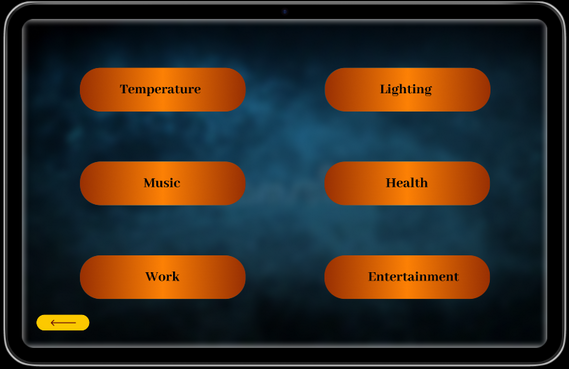 Temperature
Lighting
Music
Health
Work
Entertainment